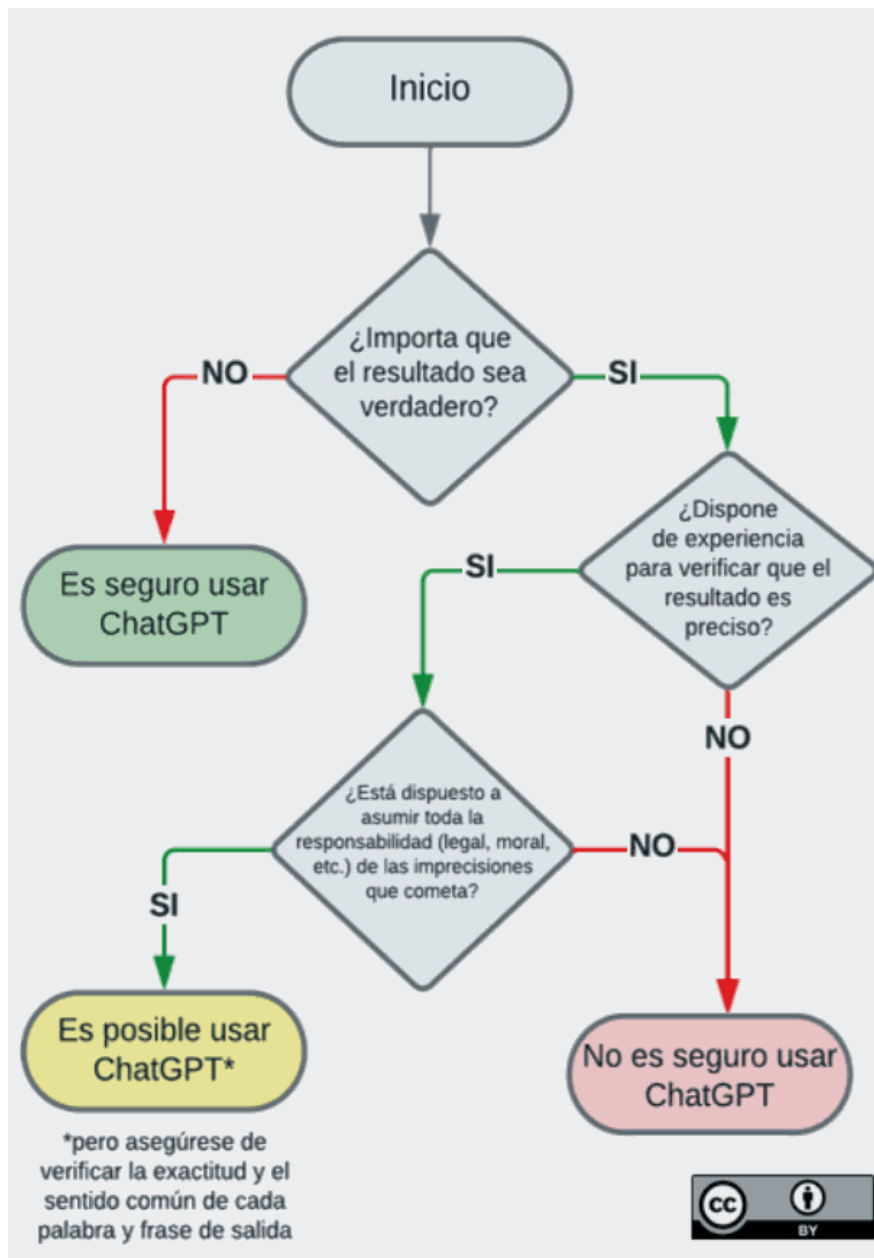 Inicio
¿Importa que
el resultado sea
verdadero?
NO
SI
¿Dispone
de experiencia
para verificar que el
resultado es
preciso?
SI
Es seguro usar
ChatGPT
NO
¿Está dispuesto a
asumir toda la
responsabilidad (legal, moral,
etc.) de las imprecisiones
que cometa?
NO
SI
Es posible usar
ChatGPT*
No es seguro usar
ChatGPT
*pero asegúrese de
verificar la exactitud y el
sentido común de cada
palabra y frase de salida
cc
BY